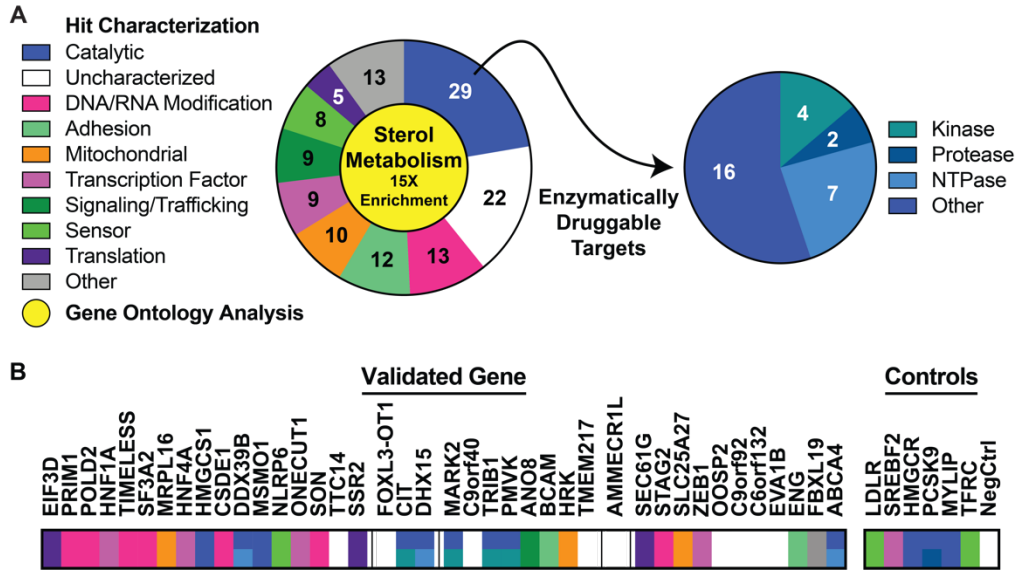 A
Hit Characterization
Catalytic
Uncharacterized
DNA/RNA Modification
Adhesion
Mitochondrial
Transcription Factor
Signaling/Trafficking
Sensor
Translation
Other
Gene Ontology Analysis
29
22
13
12
10
9
9
8
5
13
Sterol
Metabolism
15X
Enrichment
Enzymatically
Druggable
Targets
4
2
7
16
Kinase
Protease
NTPase
Other
B
Validated Gene
Controls
EIF3D
PRIM1
POLD2
HNF1A
TIMELESS
SF3A2
MRPL16
HNF4A
HMGCS1
CSDE1
DDX39B
MSMO1
NLRP6
ONECUT1
SON
TTC14
SSR2
FOXL3-OT1
CIT
DHX15
MARK2
C9orf40
TRIB1
PMVK
ANO8
BCAM
HRK
TMEM217
AMMECR1L
SEC61G
STAG2
SLC25A27
ZEB1
OOSP2
C9orf92
C6orf132
EVA1B
ENG
FBXL19
ABCA4
LDLR
SREBF2
HMGCR
PCSK9
MYLIP
TFRC
NegCtrl